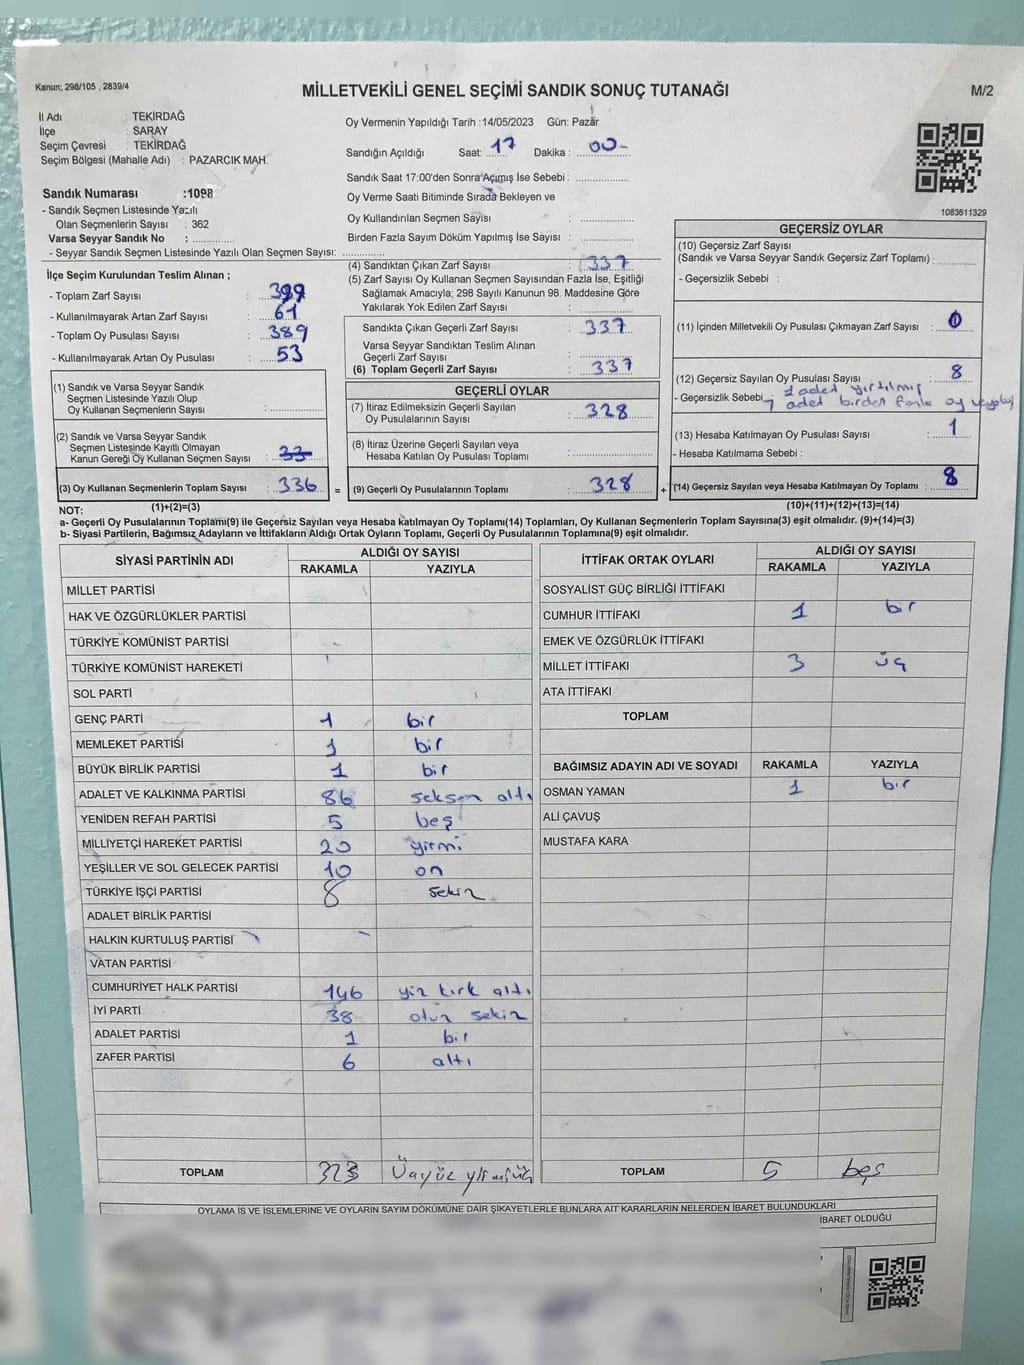 Kanun; 298/105 , 2839/4
MİLLETVEKİLİ GENEL SEÇİMİ SANDIK SONUÇ TUTANAĞI
M/2
İl Adı : TEKİRDAĞ
İlçe : SARAY
Seçim Çevresi : TEKİRDAĞ
Seçim Bölgesi (Mahalle Adı) : PAZARCIK MAH.
Sandık Numarası :1098
- Sandık Seçmen Listesinde Yazılı
Olan Seçmenlerin Sayısı : 362
Varsa Seyyar Sandık No :
- Seyyar Sandık Seçmen Listesinde Yazılı Olan Seçmen Sayısı:
Oy Vermenin Yapıldığı Tarih :14/05/2023 Gün: Pazar
Sandığın Açıldığı Saat: 17 Dakika : 00-
Sandık Saat 17:00'den Sonra Açımış İse Sebebi :
Oy Verme Saati Bitiminde Sırada Bekleyen ve
Oy Kullandırılan Seçmen Sayısı :
Birden Fazla Sayım Döküm Yapılmış İse Sayısı :
1083611329
İlçe Seçim Kurulundan Teslim Alınan ;
- Toplam Zarf Sayısı :
- Kullanılmayarak Artan Zarf Sayısı : 61
- Toplam Oy Pusulası Sayısı : 389
- Kullanılmayarak Artan Oy Pusulası : 53
(1) Sandık ve Varsa Seyyar Sandık
Seçmen Listesinde Yazılı Olup
Oy Kullanan Seçmenlerin Sayısı :
(2) Sandık ve Varsa Seyyar Sandık
Seçmen Listesinde Kayıtlı Olmayan
Kanun Gereği Oy Kullanan Seçmen Sayısı : 33
(3) Oy Kullanan Seçmenlerin Toplam Sayısı : 336 =
(1)+(2)=(3)
(4) Sandıktan Çıkan Zarf Sayısı : 337
(5) Zarf Sayısı Oy Kullanan Seçmen Sayısından Fazla İse, Eşitliği
Sağlamak Amacıyla; 298 Sayılı Kanunun 98. Maddesine Göre
Yakılarak Yok Edilen Zarf Sayısı :
Sandıkta Çıkan Geçerli Zarf Sayısı : 337
Varsa Seyyar Sandıktan Teslim Alınan
Geçerli Zarf Sayısı :
(6) Toplam Geçerli Zarf Sayısı : 337
GEÇERLİ OYLAR
(7) İtiraz Edilmeksizin Geçerli Sayılan
Oy Pusulalarının Sayısı : 328
(8) İtiraz Üzerine Geçerli Sayılan veya
Hesaba Katılan Oy Pusulası Toplamı :
(9) Geçerli Oy Pusulalarının Toplamı : 328 +
GEÇERSİZ OYLAR
(10) Geçersiz Zarf Sayısı
(Sandık ve Varsa Seyyar Sandık Geçersiz Zarf Toplamı) :
- Geçersizlik Sebebi :
(11) İçinden Milletvekili Oy Pusulası Çıkmayan Zarf Sayısı : 0
(12) Geçersiz Sayılan Oy Pusulası Sayısı : 8
- Geçersizlik Sebebi 1 adet yırtılmış
7 adet birden fazla oy
(13) Hesaba Katılmayan Oy Pusulası Sayısı : 1
- Hesaba Katılmama Sebebi :
(14) Geçersiz Sayılan veya Hesaba Katılmayan Oy Toplamı : 8
(10)+(11)+(12)+(13)=(14)
NOT:
a- Geçerli Oy Pusulalarının Toplamı(9) ile Geçersiz Sayılan veya Hesaba katılmayan Oy Toplamı(14) Toplamları, Oy Kullanan Seçmenlerin Toplam Sayısına(3) eşit olmalıdır. (9)+(14)=(3)
b- Siyasi Partilerin, Bağımsız Adayların ve İttifakların Aldığı Ortak Oyların Toplamı, Geçerli Oy Pusulalarının Toplamına(9) eşit olmalıdır.
SİYASİ PARTİNİN ADI ALDIĞI OY SAYISI
RAKAMLA YAZIYLA
MİLLET PARTİSİ
HAK VE ÖZGÜRLÜKLER PARTİSİ
TÜRKİYE KOMÜNİST PARTİSİ
TÜRKİYE KOMÜNİST HAREKETİ
SOL PARTİ
GENÇ PARTİ 1 bir
MEMLEKET PARTİSİ 1 bir
BÜYÜK BİRLİK PARTİSİ 1 bir
ADALET VE KALKINMA PARTİSİ 86 seksen altı
YENİDEN REFAH PARTİSİ 5 beş
MİLLİYETÇİ HAREKET PARTİSİ 20 yirmi
YEŞİLLER VE SOL GELECEK PARTİSİ 10 on
TÜRKİYE İŞÇİ PARTİSİ 8 sekiz
ADALET BİRLİK PARTİSİ
HALKIN KURTULUŞ PARTİSİ
VATAN PARTİSİ
CUMHURİYET HALK PARTİSİ 146 yüz kırk altı
İYİ PARTİ 38 otuz sekiz
ADALET PARTİSİ 1 bir
ZAFER PARTİSİ 6 altı
TOPLAM 323
İTTİFAK ORTAK OYLARI ALDIĞI OY SAYISI
RAKAMLA YAZIYLA
SOSYALİST GÜÇ BİRLİĞİ İTTİFAKI
CUMHUR İTTİFAKI 1 bir
EMEK VE ÖZGÜRLÜK İTTİFAKI
MİLLET İTTİFAKI 3 üç
ATA İTTİFAKI
TOPLAM
BAĞIMSIZ ADAYIN ADI VE SOYADI RAKAMLA YAZIYLA
OSMAN YAMAN 1 bir
ALİ ÇAVUŞ
MUSTAFA KARA
TOPLAM 5 beş
OYLAMA İŞ VE İŞLEMLERİNE VE OYLARIN SAYIM DÖKÜMÜNE DAİR ŞİKAYETLERLE BUNLARA AİT KARARLARIN NELERDEN İBARET BULUNDUKLARI
İBARET OLDUĞU